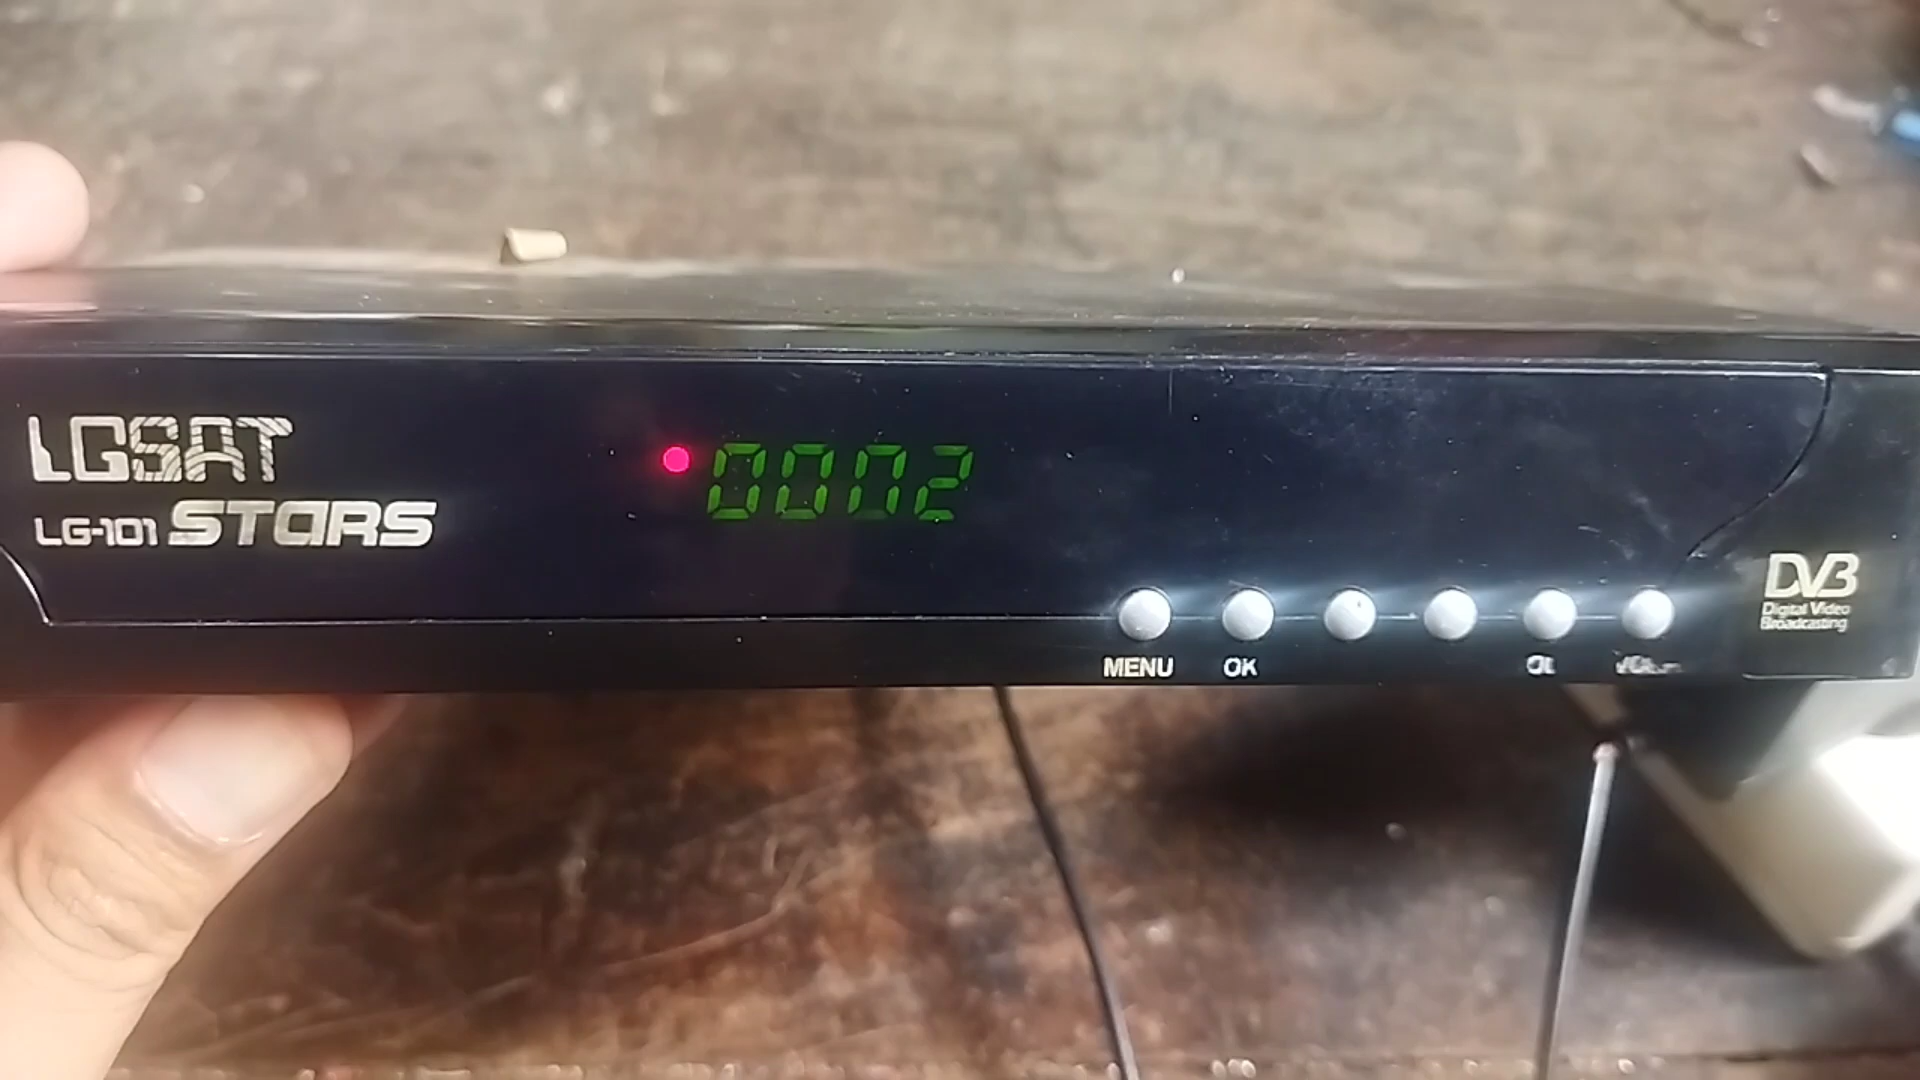 LGSAT
LG-101 STARS
0002
MENU
OK
DVB
Digital Video
Broadcasting